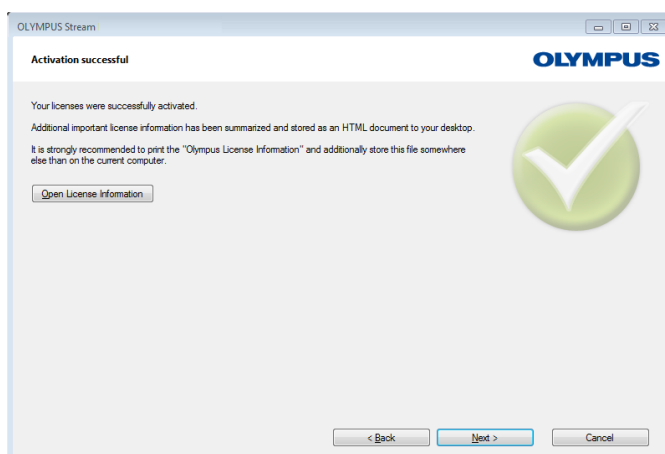 OLYMPUS Stream
Activation successful
OLYMPUS
Your licenses were successfully activated.
Additional important license information has been summarized and stored as an HTML document to your desktop.
It is strongly recommended to print the "Olympus License Information" and additionally store this file somewhere
else than on the current computer.
Open License Information
< Back
Next >
Cancel